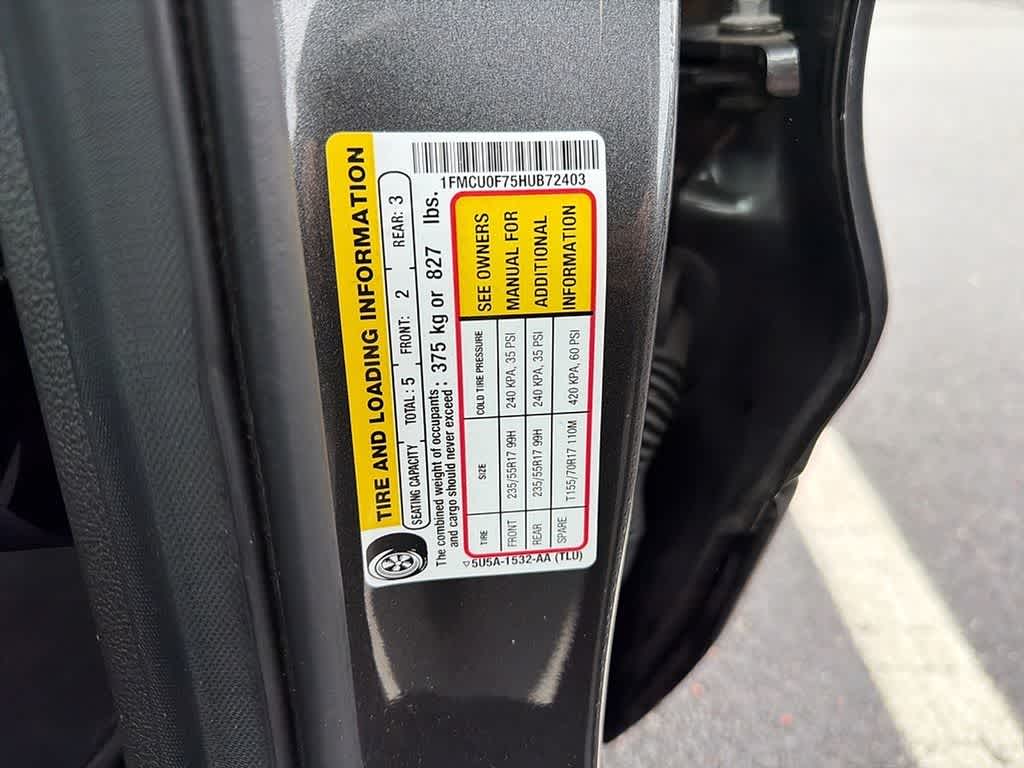 TIRE AND LOADING INFORMATION
1FMCU0F75HUB72403
SEATING CAPACITY TOTAL : 5 FRONT: 2 REAR: 3
The combined weight of occupants
and cargo should never exceed : 375 kg or 827 lbs.
TIRE SIZE COLD TIRE PRESSURE
FRONT 235/55R17 99H 240 KPA, 35 PSI
REAR 235/55R17 99H 240 KPA, 35 PSI
SPARE T155/70R17 110M 420 KPA, 60 PSI
SEE OWNERS
MANUAL FOR
ADDITIONAL
INFORMATION
5U5A-1532-AA (TLU)